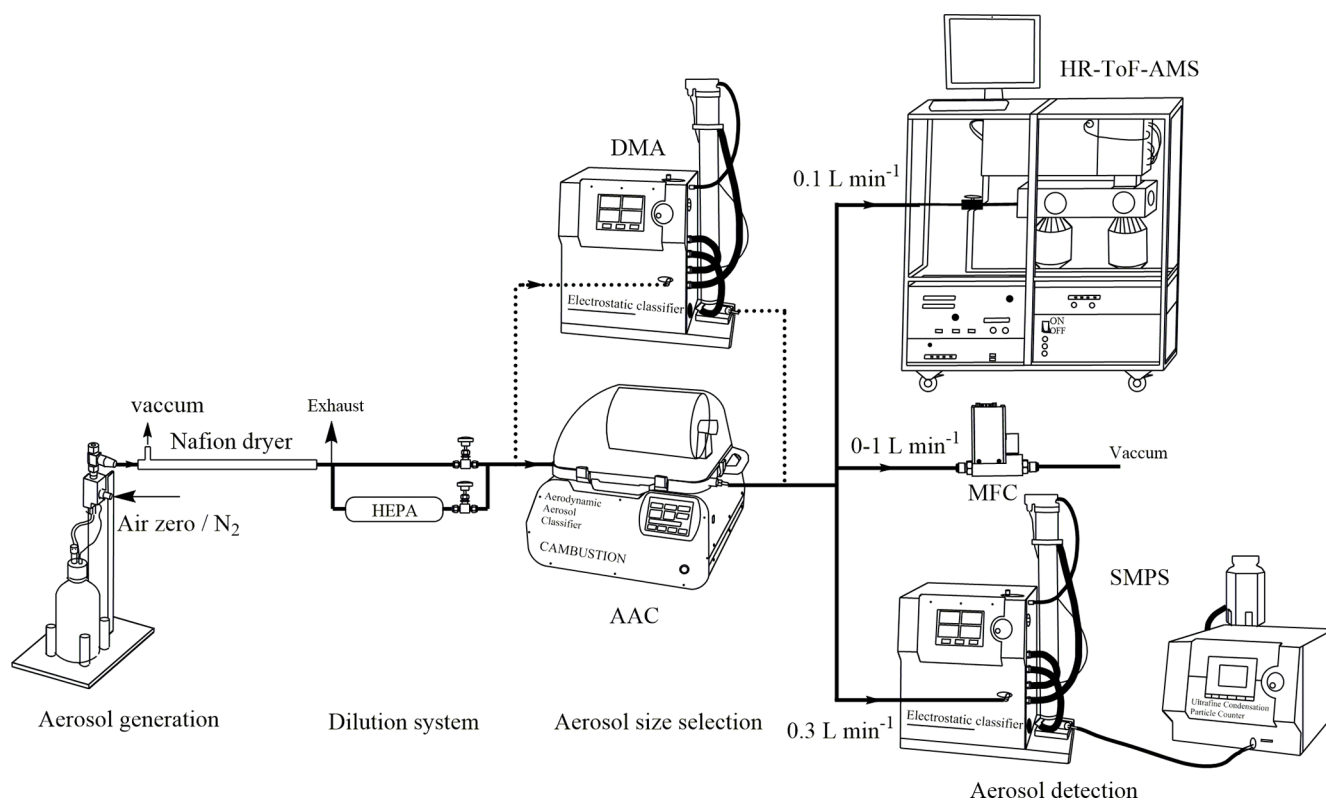 HR-ToF-AMS
DMA
0.1 L min⁻¹
Electrostatic classifier
ON
OFF
vaccum
Exhaust
Nafion dryer
0-1 L min⁻¹
Vaccum
MFC
Air zero / N₂
HEPA
Aerodynamic
Aerosol
Classifier
CAMBUSTION
AAC
SMPS
Electrostatic classifier
Ultrafine Condensation
Particle Counter
0.3 L min⁻¹
Aerosol generation
Dilution system
Aerosol size selection
Aerosol detection